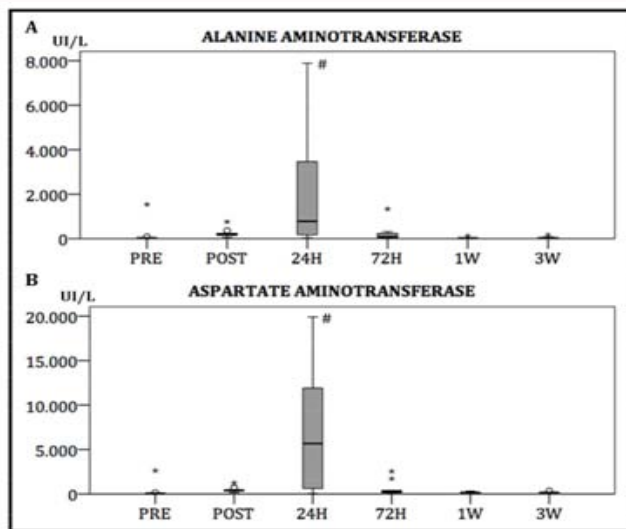 A
ALANINE AMINOTRANSFERASE
UI/L
8.000
#
6.000
4.000
2.000
*
*
*
*
*
0
PRE POST 24H 72H 1W 3W
B
ASPARTATE AMINOTRANSFERASE
UI/L
20.000
#
15.000
10.000
5.000
*
*
*
*
0
PRE POST 24H 72H 1W 3W